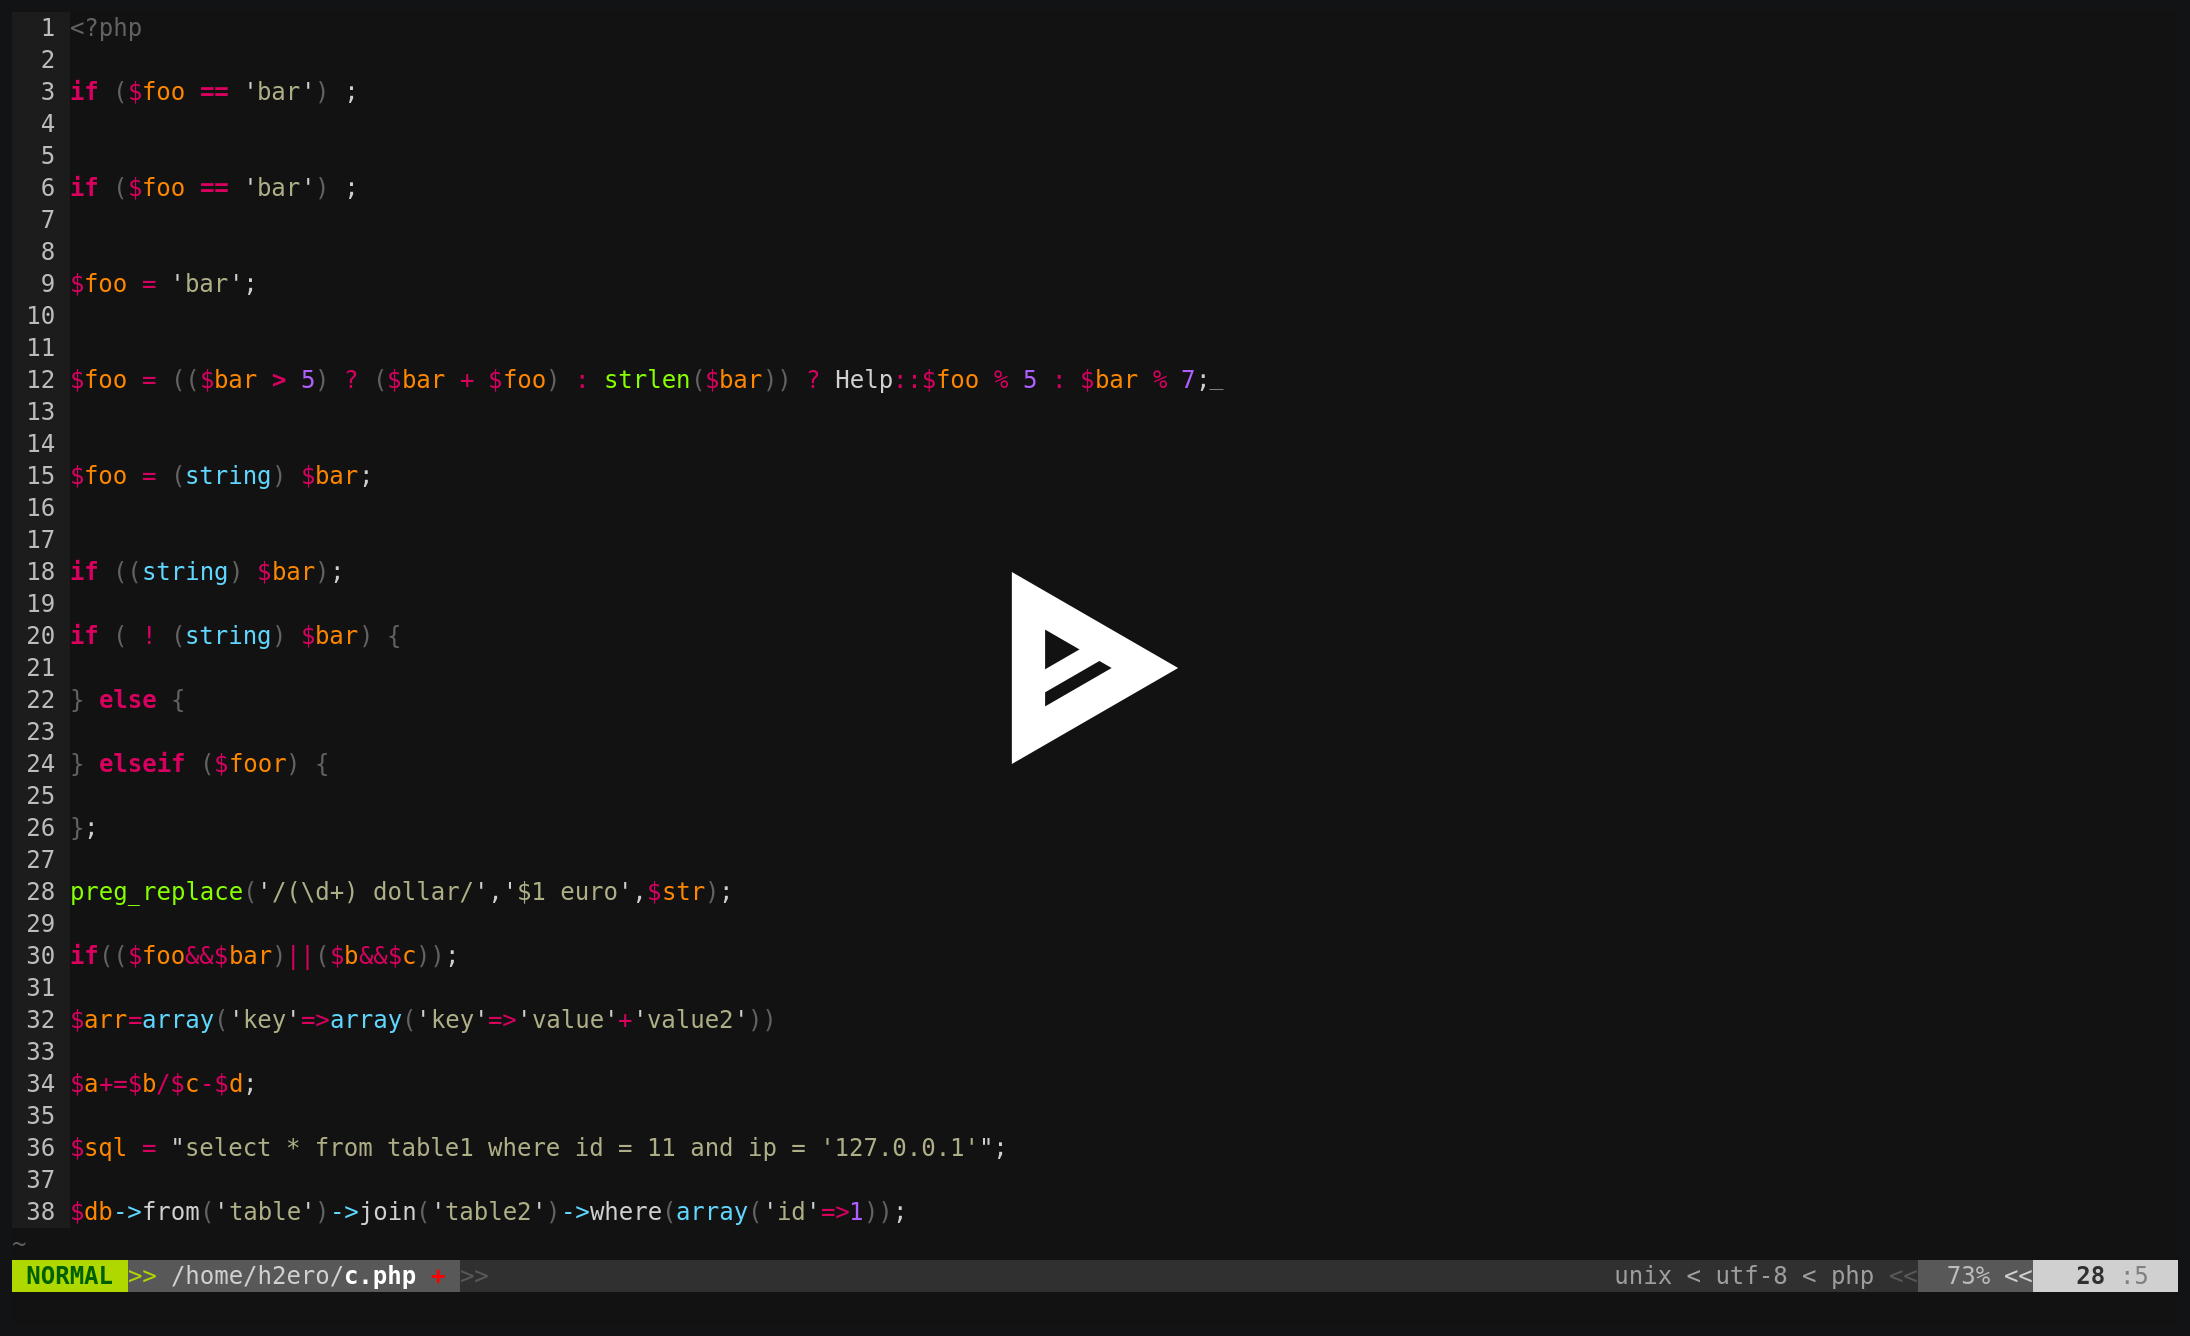 1 <?php
2
3 if ($foo == 'bar') ;
4
5
6 if ($foo == 'bar') ;
7
8
9 $foo = 'bar';
10
11
12 $foo = (($bar > 5) ? ($bar + $foo) : strlen($bar)) ? Help::$foo % 5 : $bar % 7;_
13
14
15 $foo = (string) $bar;
16
17
18 if ((string) $bar);
19
20 if ( ! (string) $bar) {
21
22 } else {
23
24 } elseif ($foor) {
25
26 };
27
28 preg_replace('/(\d+) dollar/','$1 euro',$str);
29
30 if(($foo&&$bar)||($b&&$c));
31
32 $arr=array('key'=>array('key'=>'value'+'value2'))
33
34 $a+=$b/$c-$d;
35
36 $sql = "select * from table1 where id = 11 and ip = '127.0.0.1'";
37
38 $db->from('table')->join('table2')->where(array('id'=>1));
~
NORMAL >> /home/h2ero/c.php + >> unix < utf-8 < php << 73% << 28 :5